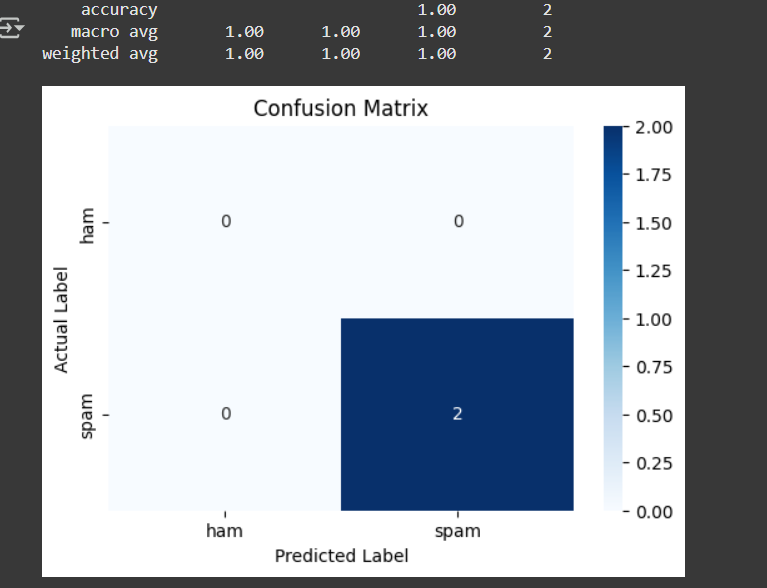 accuracy 1.00 2
macro avg 1.00 1.00 1.00 2
weighted avg 1.00 1.00 1.00 2
Confusion Matrix
2.00
1.75
1.50
1.25
1.00
0.75
0.50
0.25
0.00
Actual Label
ham
0 0
spam
0 2
ham spam
Predicted Label